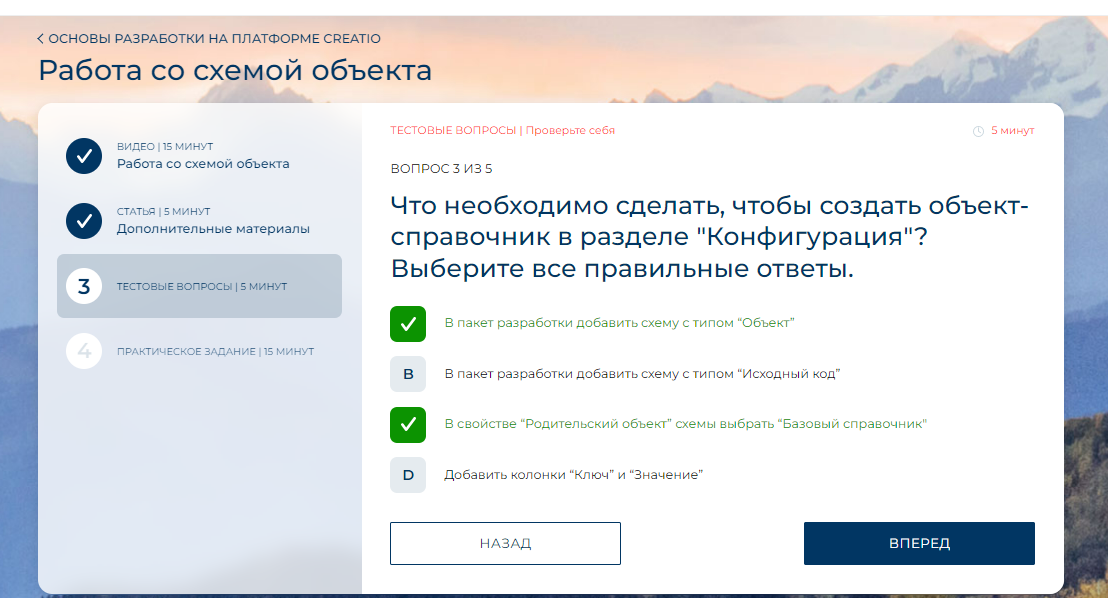 < ОСНОВЫ РАЗРАБОТКИ НА ПЛАТФОРМЕ CREATIO
Работа со схемой объекта
ВИДЕО | 15 МИНУТ
Работа со схемой объекта
СТАТЬЯ | 5 МИНУТ
Дополнительные материалы
3
ТЕСТОВЫЕ ВОПРОСЫ | 5 МИНУТ
4
ПРАКТИЧЕСКОЕ ЗАДАНИЕ | 15 МИНУТ
ТЕСТОВЫЕ ВОПРОСЫ | Проверьте себя
5 минут
ВОПРОС 3 ИЗ 5
Что необходимо сделать, чтобы создать объект-
справочник в разделе "Конфигурация"?
Выберите все правильные ответы.
В пакет разработки добавить схему с типом “Объект”
B В пакет разработки добавить схему с типом “Исходный код”
В свойстве “Родительский объект” схемы выбрать “Базовый справочник"
D Добавить колонки “Ключ” и “Значение”
НАЗАД
ВПЕРЕД